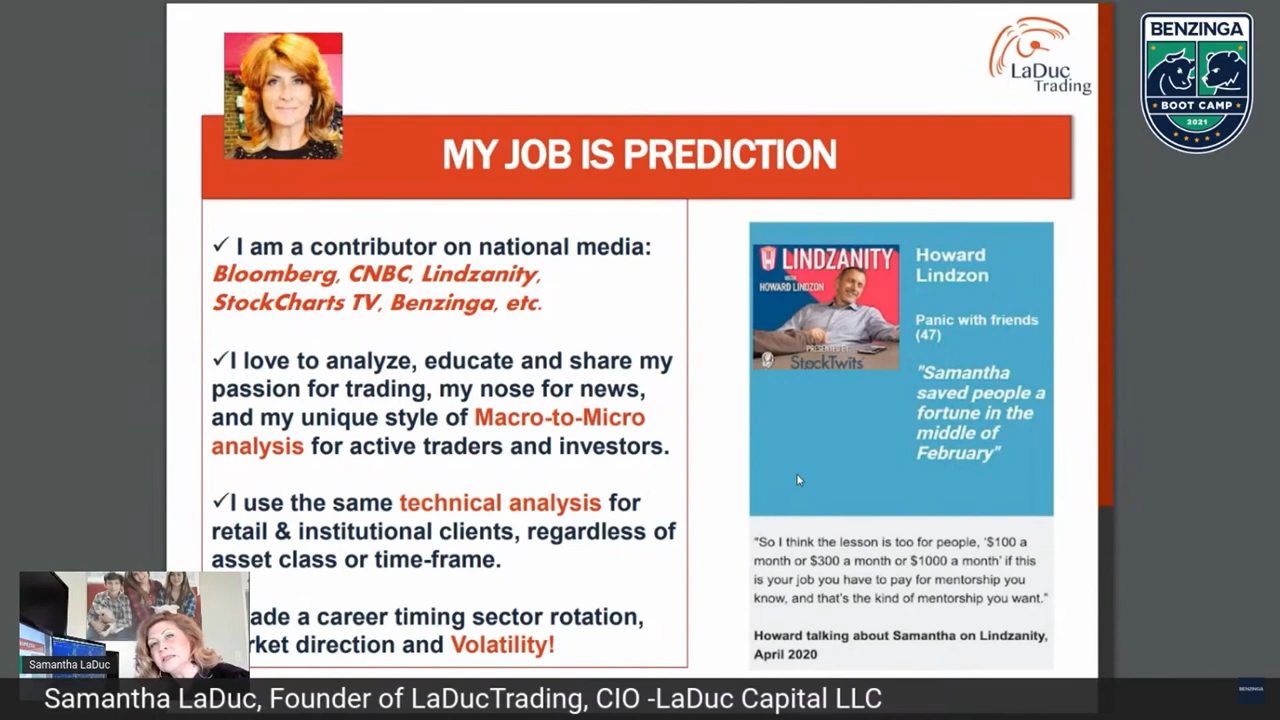 LaDuc
Trading
BENZINGA
BOOT CAMP
2021
MY JOB IS PREDICTION
✓ I am a contributor on national media:
Bloomberg, CNBC, Lindzanity,
StockCharts TV, Benzinga, etc.
✓I love to analyze, educate and share my
passion for trading, my nose for news,
and my unique style of Macro-to-Micro
analysis for active traders and investors.
✓I use the same technical analysis for
retail & institutional clients, regardless of
asset class or time-frame.
ade a career timing sector rotation,
rket direction and Volatility!
LINDZANITY
WITH
HOWARD LINDZON
PRESENTED BY
StockTwits
Howard
Lindzon
Panic with friends
(47)
"Samantha
saved people a
fortune in the
middle of
February"
"So I think the lesson is too for people, ‘$100 a
month or $300 a month or $1000 a month’ if this
is your job you have to pay for mentorship you
know, and that’s the kind of mentorship you want."
Howard talking about Samantha on Lindzanity,
April 2020
Samantha LaDuc
Samantha LaDuc, Founder of LaDucTrading, CIO -LaDuc Capital LLC
BENZINGA